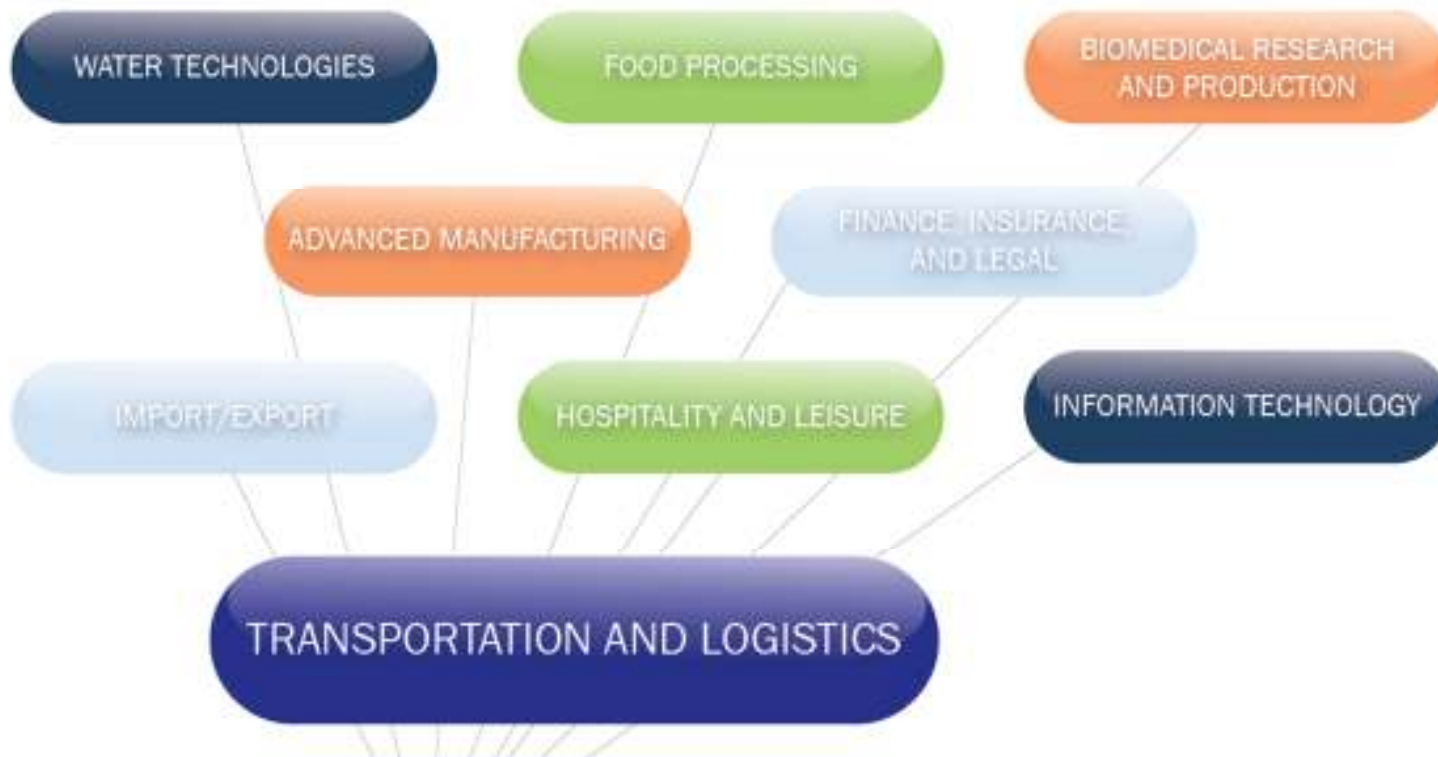 WATER TECHNOLOGIES
FOOD PROCESSING
BIOMEDICAL RESEARCH
AND PRODUCTION
ADVANCED MANUFACTURING
FINANCE, INSURANCE,
AND LEGAL
IMPORT/EXPORT
HOSPITALITY AND LEISURE
INFORMATION TECHNOLOGY
TRANSPORTATION AND LOGISTICS